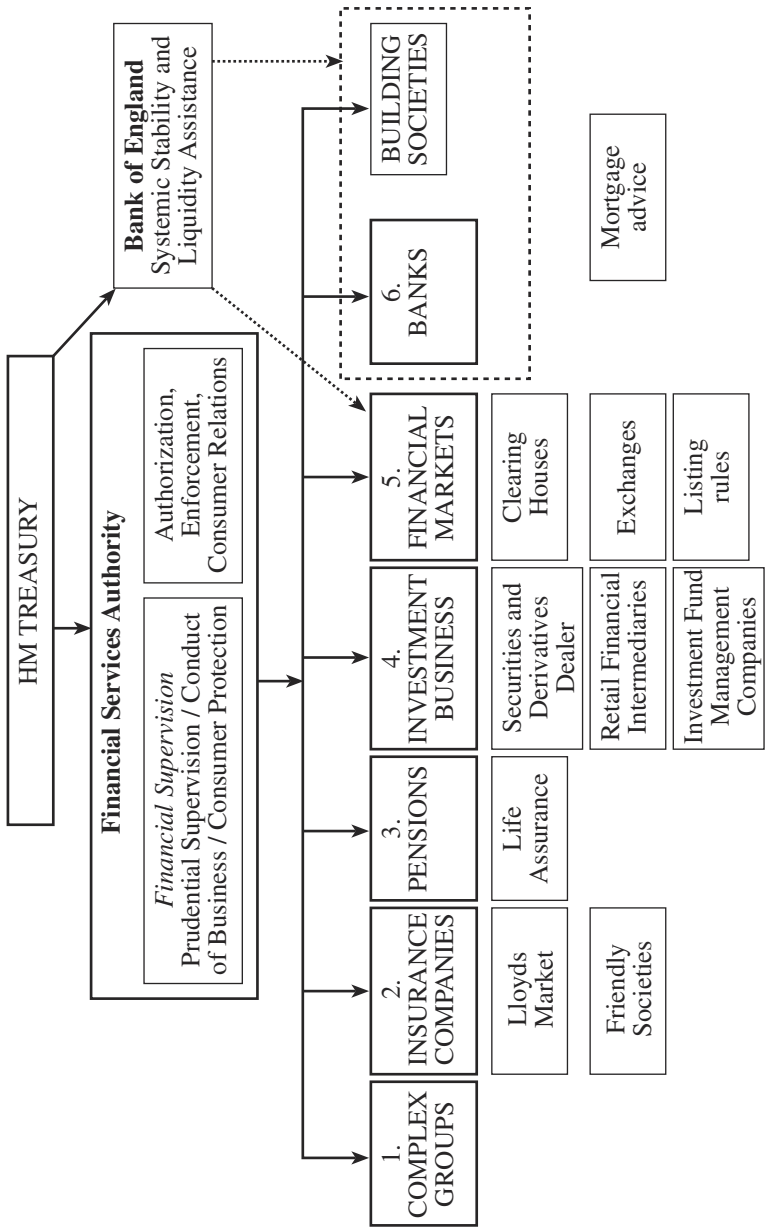 HM TREASURY
Financial Services Authority
Financial Supervision
Prudential Supervision / Conduct
of Business / Consumer Protection
Authorization,
Enforcement,
Consumer Relations
Bank of England
Systemic Stability and
Liquidity Assistance
1.
COMPLEX
GROUPS
2.
INSURANCE
COMPANIES
Lloyds
Market
Friendly
Societies
3.
PENSIONS
Life
Assurance
4.
INVESTMENT
BUSINESS
Securities and
Derivatives
Dealer
Retail Financial
Intermediaries
Investment Fund
Management
Companies
5.
FINANCIAL
MARKETS
Clearing
Houses
Exchanges
Listing
rules
6.
BANKS
BUILDING
SOCIETIES
Mortgage
advice